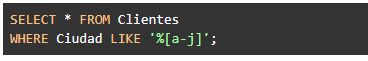 SELECT * FROM Clientes
WHERE Ciudad LIKE '%[a-j]';